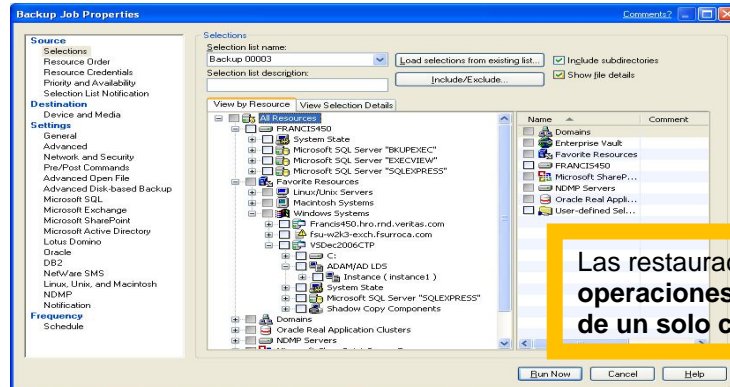 Backup Job Properties
Comments?
Source
Selections
Resource Order
Resource Credentials
Priority and Availability
Selection List Notification
Destination
Device and Media
Settings
General
Advanced
Network and Security
Pre/Post Commands
Advanced Open File
Advanced Disk-based Backup
Microsoft SQL
Microsoft Exchange
Microsoft SharePoint
Microsoft Active Directory
Lotus Domino
Oracle
DB2
NetWare SMS
Linux, Unix, and Macintosh
NDMP
Notification
Frequency
Schedule
Selections
Selection list name:
Backup 00003
Load selections from existing list...
Include subdirectories
Selection list description:
Include/Exclude...
Show file details
View by Resource
View Selection Details
All Resources
FRANCIS450
System State
Microsoft SQL Server "BKUPEXEC"
Microsoft SQL Server "EXECVIEW"
Microsoft SQL Server "SQLEXPRESS"
Favorite Resources
Linux/Unix Servers
Macintosh Systems
Windows Systems
Francis450.hro.rnd.veritas.com
fsu-w2k3-exch.fsurroca.com
VSDec2006CTP
C:
ADAM/AD LDS
Instance ( instance1 )
System State
Microsoft SQL Server "SQLEXPRESS"
Shadow Copy Components
Domains
Oracle Real Application Clusters
NDMP Servers
Name
Comment
Domains
Enterprise Vault
Favorite Resources
FRANCIS450
Microsoft ShareP...
NDMP Servers
Oracle Real Appli...
User-defined Sel...
Las restaurac
operaciones
de un solo c
Run Now
Cancel
Help